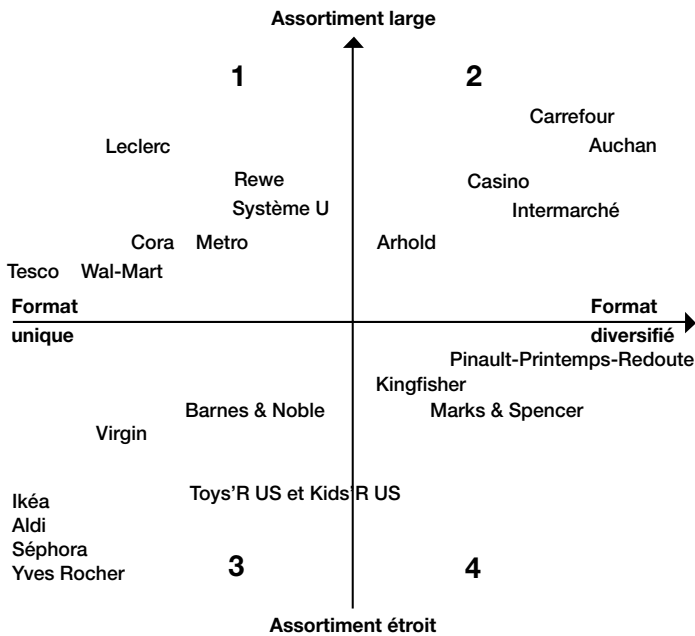 Assortiment large
1
2
Carrefour
Leclerc
Auchan
Rewe
Casino
Système U
Intermarché
Cora
Metro
Arhold
Tesco
Wal-Mart
Format
unique
Format
diversifié
Pinault-Printemps-Redoute
Kingfisher
Barnes & Noble
Marks & Spencer
Virgin
Toys’R US et Kids’R US
Ikéa
Aldi
Séphora
Yves Rocher
3
4
Assortiment étroit